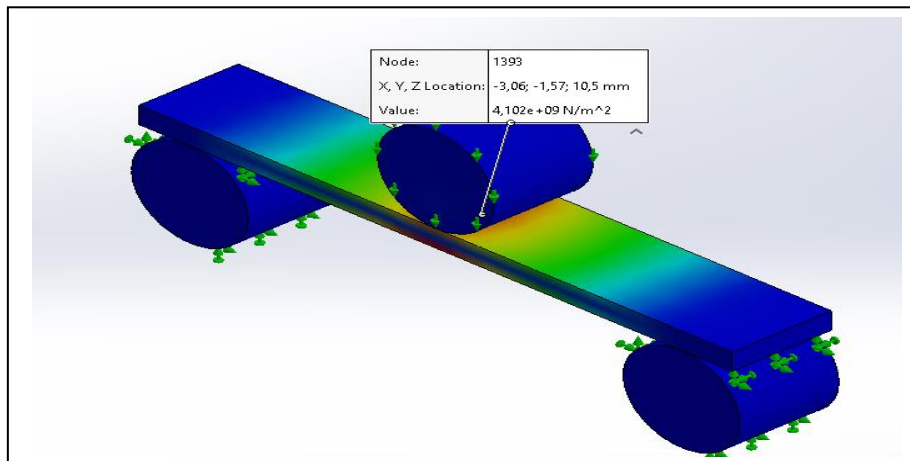 Node: 1393
X, Y, Z Location: -3,06; -1,57; 10,5 mm
Value: 4,102e+09 N/m^2